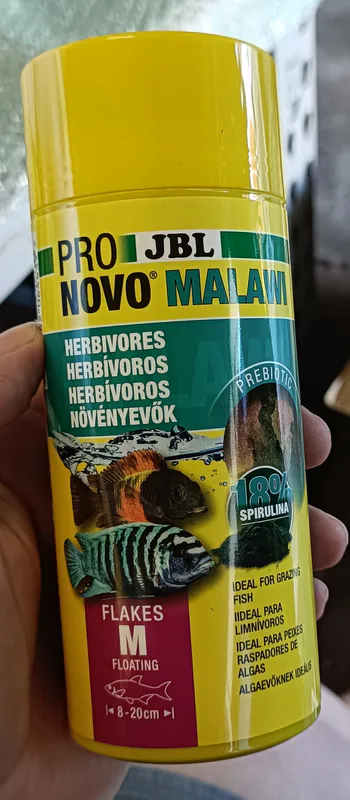 PRO JBL
NOVO® MALAWI
HERBIVORES
HERBÍVOROS
HERBÍVOROS
NÖVÉNYEVŐK
PREBIOTIC
18%
SPIRULINA
IDEAL FOR GRAZING
FISH
IIDEAL PARA
LIMNÍVOROS
IDEAL PARA PEIXES
RASPADORES DE
ALGAS
ALGAEVŐKNEK IDEÁLIS
FLAKES
M
FLOATING
8-20cm